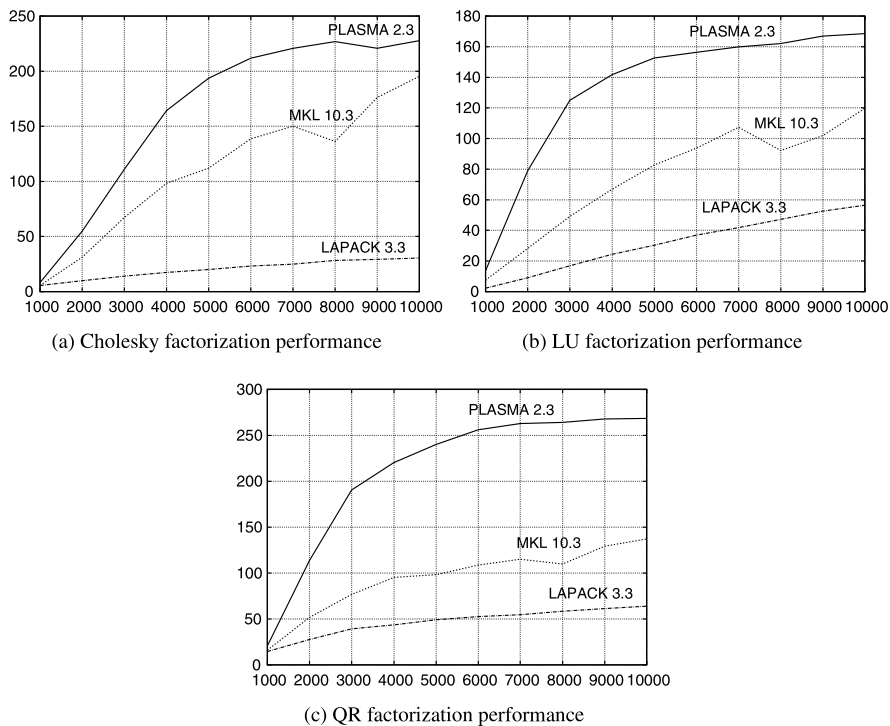 250
200
150
100
50
0
PLASMA 2.3
MKL 10.3
LAPACK 3.3
1000 2000 3000 4000 5000 6000 7000 8000 9000 10000
(a) Cholesky factorization performance
180
160
140
120
100
80
60
40
20
0
PLASMA 2.3
MKL 10.3
LAPACK 3.3
1000 2000 3000 4000 5000 6000 7000 8000 9000 10000
(b) LU factorization performance
300
250
200
150
100
50
0
PLASMA 2.3
MKL 10.3
LAPACK 3.3
1000 2000 3000 4000 5000 6000 7000 8000 9000 10000
(c) QR factorization performance